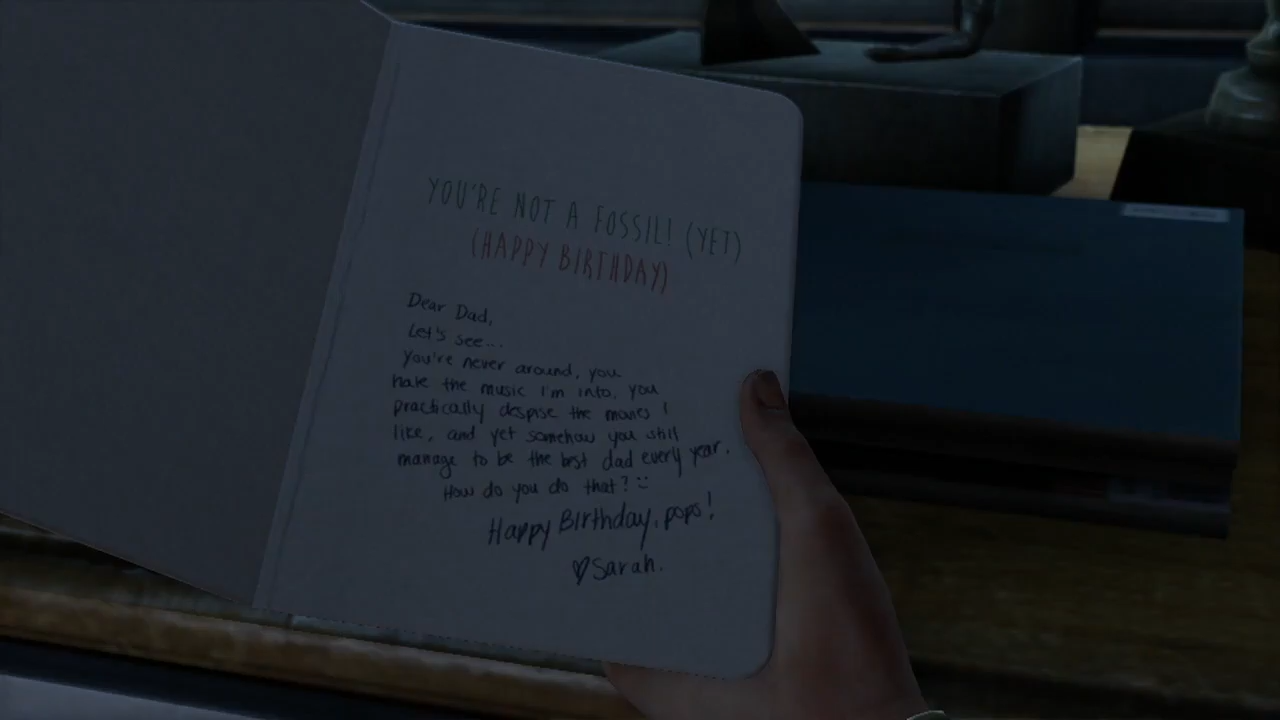 YOU'RE NOT A FOSSIL! (YET)
(HAPPY BIRTHDAY)
Dear Dad,
Let's see...
You're never around, you
hate the music I'm into, you
practically despise the movies I
like, and yet somehow you still
manage to be the best dad every year.
How do you do that? :)
Happy Birthday, pops!
♡ Sarah.